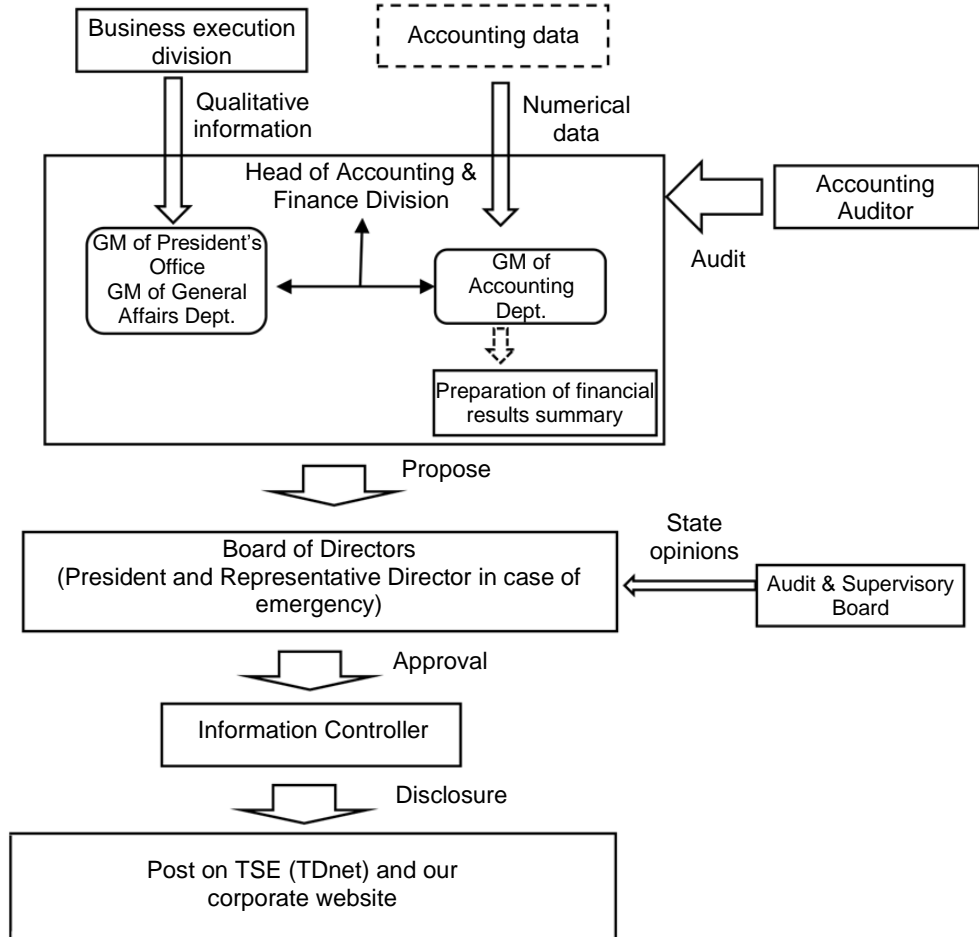 Business execution
division
Accounting data
Qualitative
information
Numerical
data
Head of Accounting &
Finance Division
Accounting
Auditor
Audit
GM of President's
Office
GM of General
Affairs Dept.
GM of
Accounting
Dept.
Preparation of financial
results summary
Propose
Board of Directors
(President and Representative Director in case of
emergency)
State
opinions
Audit & Supervisory
Board
Approval
Information Controller
Disclosure
Post on TSE (TDnet) and our
corporate website